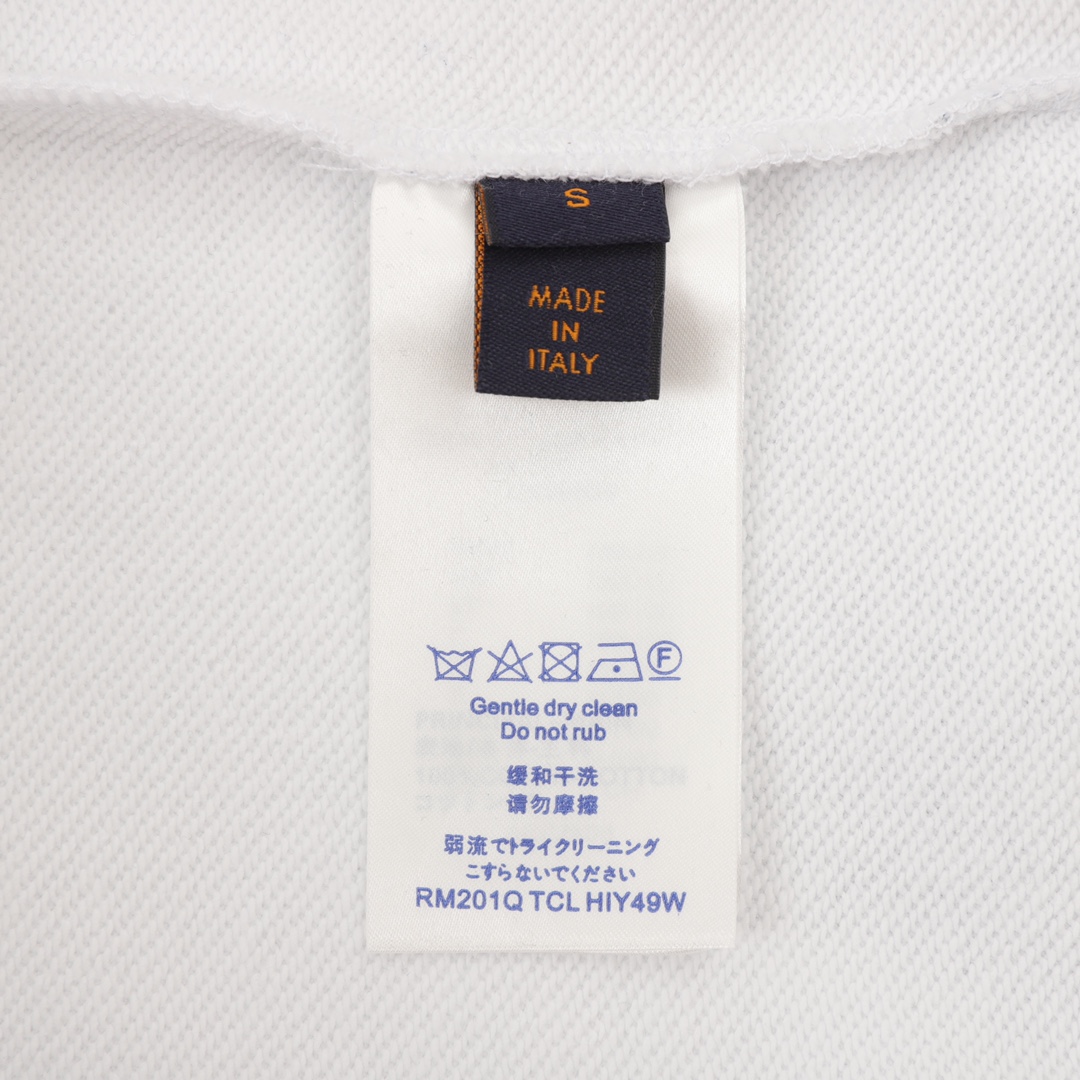 S
MADE
IN
ITALY
F
Gentle dry clean
Do not rub
缓和干洗
请勿摩擦
弱流でトライクリーニング
こすらないでください
RM201Q TCL HIY49W